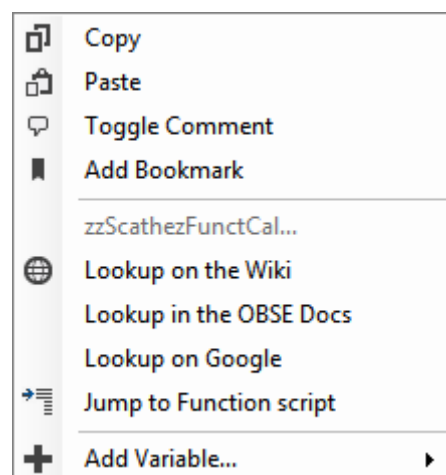 Copy
Paste
Toggle Comment
Add Bookmark
zzScathezFunctCal...
Lookup on the Wiki
Lookup in the OBSE Docs
Lookup on Google
Jump to Function script
Add Variable...